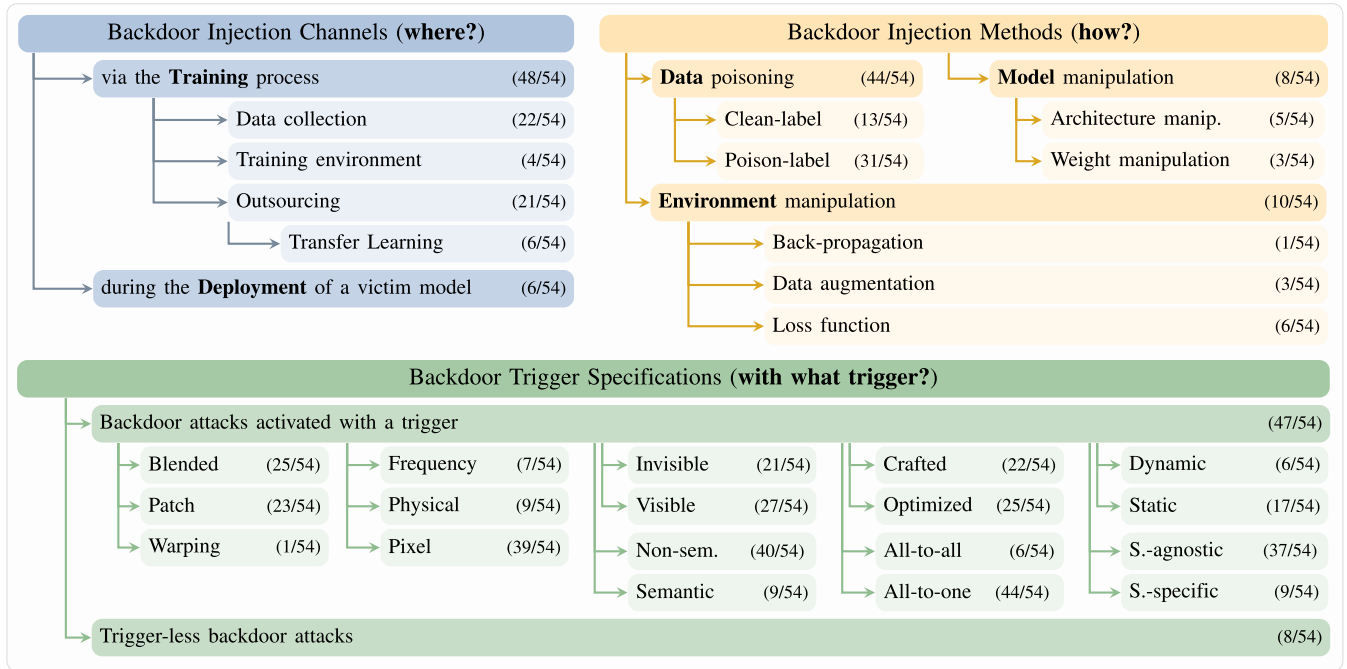 Backdoor Injection Channels (where?)
via the Training process (48/54)
Data collection (22/54)
Training environment (4/54)
Outsourcing (21/54)
Transfer Learning (6/54)
during the Deployment of a victim model (6/54)
Backdoor Injection Methods (how?)
Data poisoning (44/54)
Clean-label (13/54)
Poison-label (31/54)
Model manipulation (8/54)
Architecture manip. (5/54)
Weight manipulation (3/54)
Environment manipulation (10/54)
Back-propagation (1/54)
Data augmentation (3/54)
Loss function (6/54)
Backdoor Trigger Specifications (with what trigger?)
Backdoor attacks activated with a trigger (47/54)
Blended (25/54)
Patch (23/54)
Warping (1/54)
Frequency (7/54)
Physical (9/54)
Pixel (39/54)
Invisible (21/54)
Visible (27/54)
Non-sem. (40/54)
Semantic (9/54)
Crafted (22/54)
Optimized (25/54)
All-to-all (6/54)
All-to-one (44/54)
Dynamic (6/54)
Static (17/54)
S.-agnostic (37/54)
S.-specific (9/54)
Trigger-less backdoor attacks (8/54)